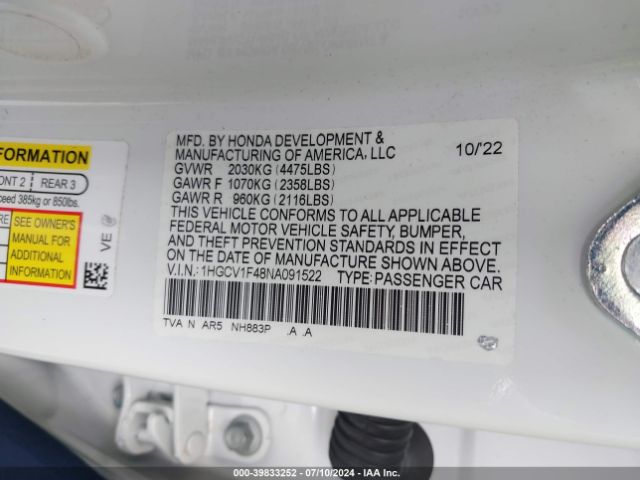 MFD. BY HONDA DEVELOPMENT &
MANUFACTURING OF AMERICA, LLC 10/'22
GVWR 2030KG (4475LBS)
GAWR F 1070KG (2358LBS)
GAWR R 960KG (2116LBS)
THIS VEHICLE CONFORMS TO ALL APPLICABLE
FEDERAL MOTOR VEHICLE SAFETY, BUMPER,
AND THEFT PREVENTION STANDARDS IN EFFECT
ON THE DATE OF MANUFACTURE SHOWN ABOVE.
V.I.N.: 1HGCV1F48NA091522 TYPE: PASSENGER CAR
TVA N AR5 NH883P .A .A
FORMATION
ONT 2 REAR 3
ceed 385kg or 850lbs.
RE
SEE OWNER'S
MANUAL FOR
ADDITIONAL
INFORMATION
VE
000-39833252 - 07/10/2024 - IAA Inc.